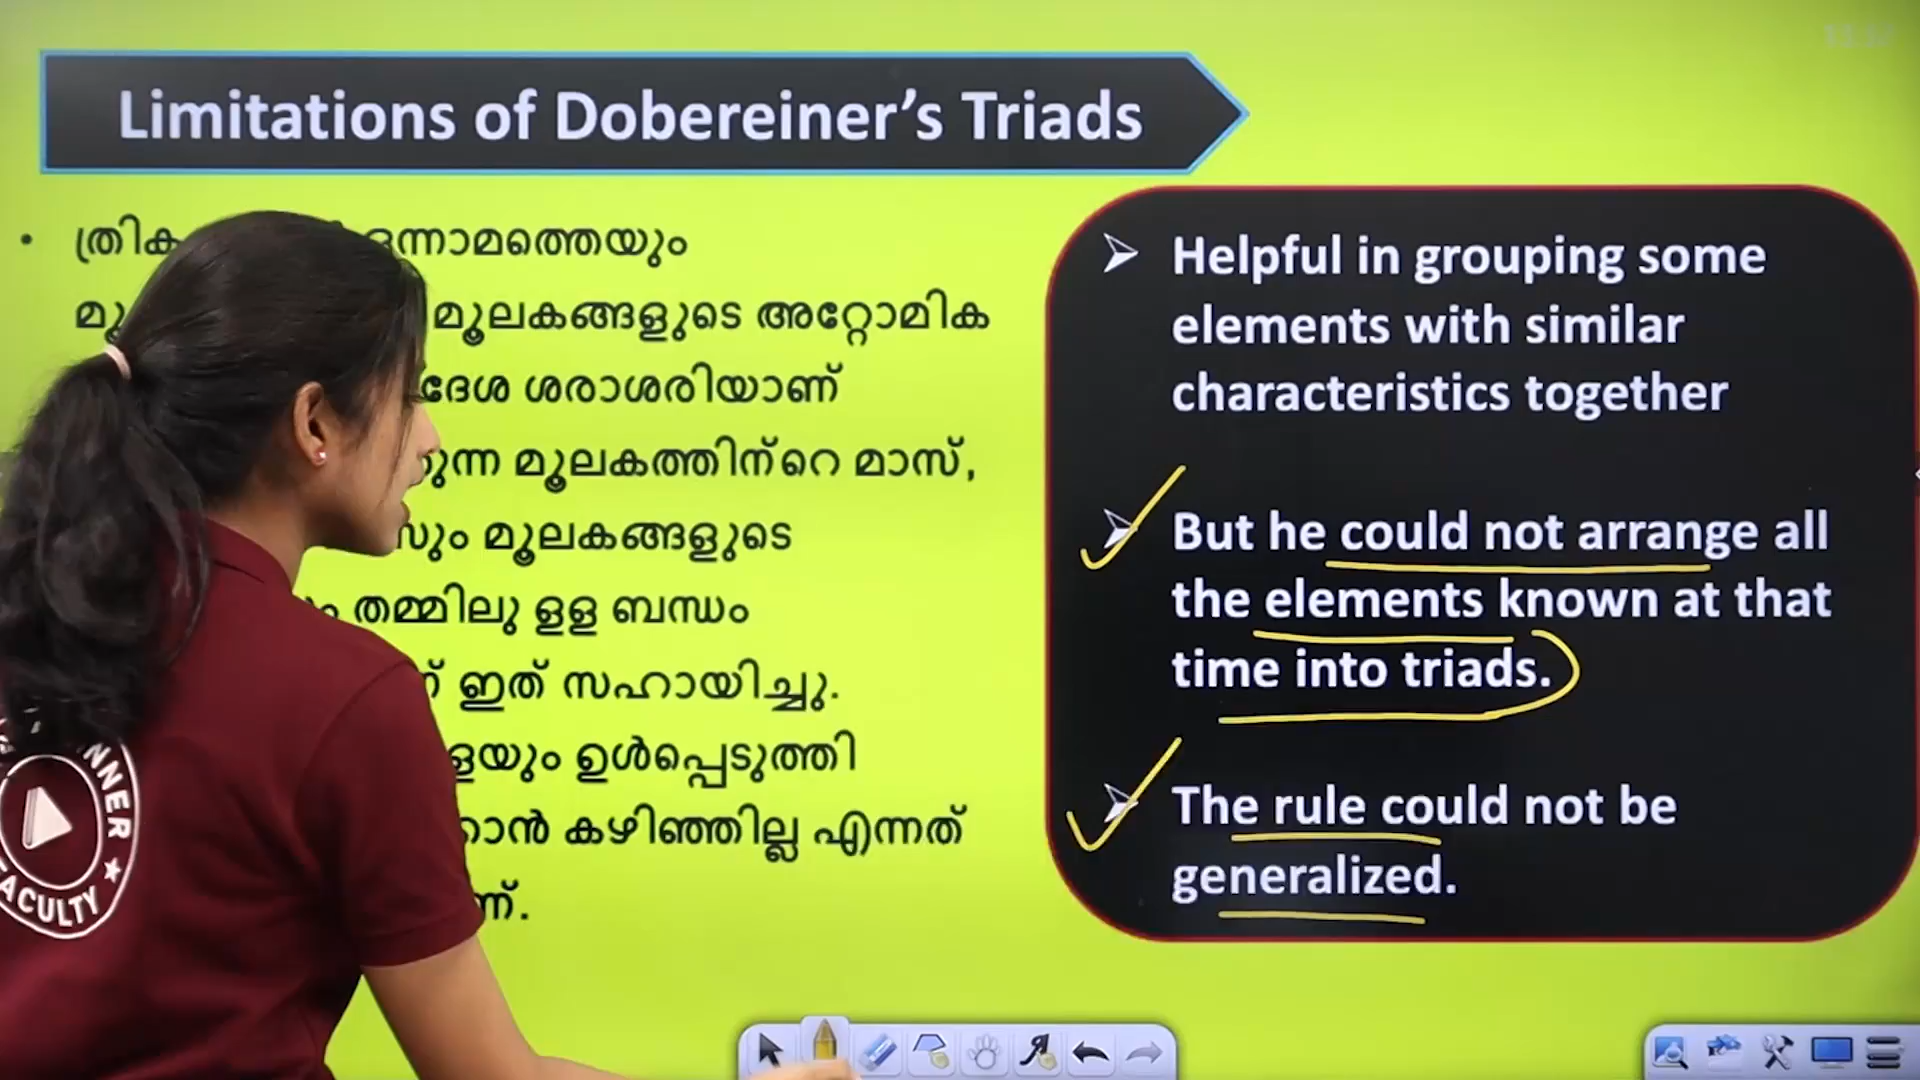 Limitations of Dobereiner’s Triads
മൂലകങ്ങളുടെ അറ്റോമിക
ശരാശരിയാണ്
മൂലകത്തിന്റെ മാസ്,
മൂലകങ്ങളുടെ
തമ്മിലു ള്ള ബന്ധം
ഇത് സഹായിച്ചു.
ഉൾപ്പെടുത്തി
കഴിഞ്ഞില്ല എന്നത്
Helpful in grouping some
elements with similar
characteristics together
But he could not arrange all
the elements known at that
time into triads.
The rule could not be
generalized.